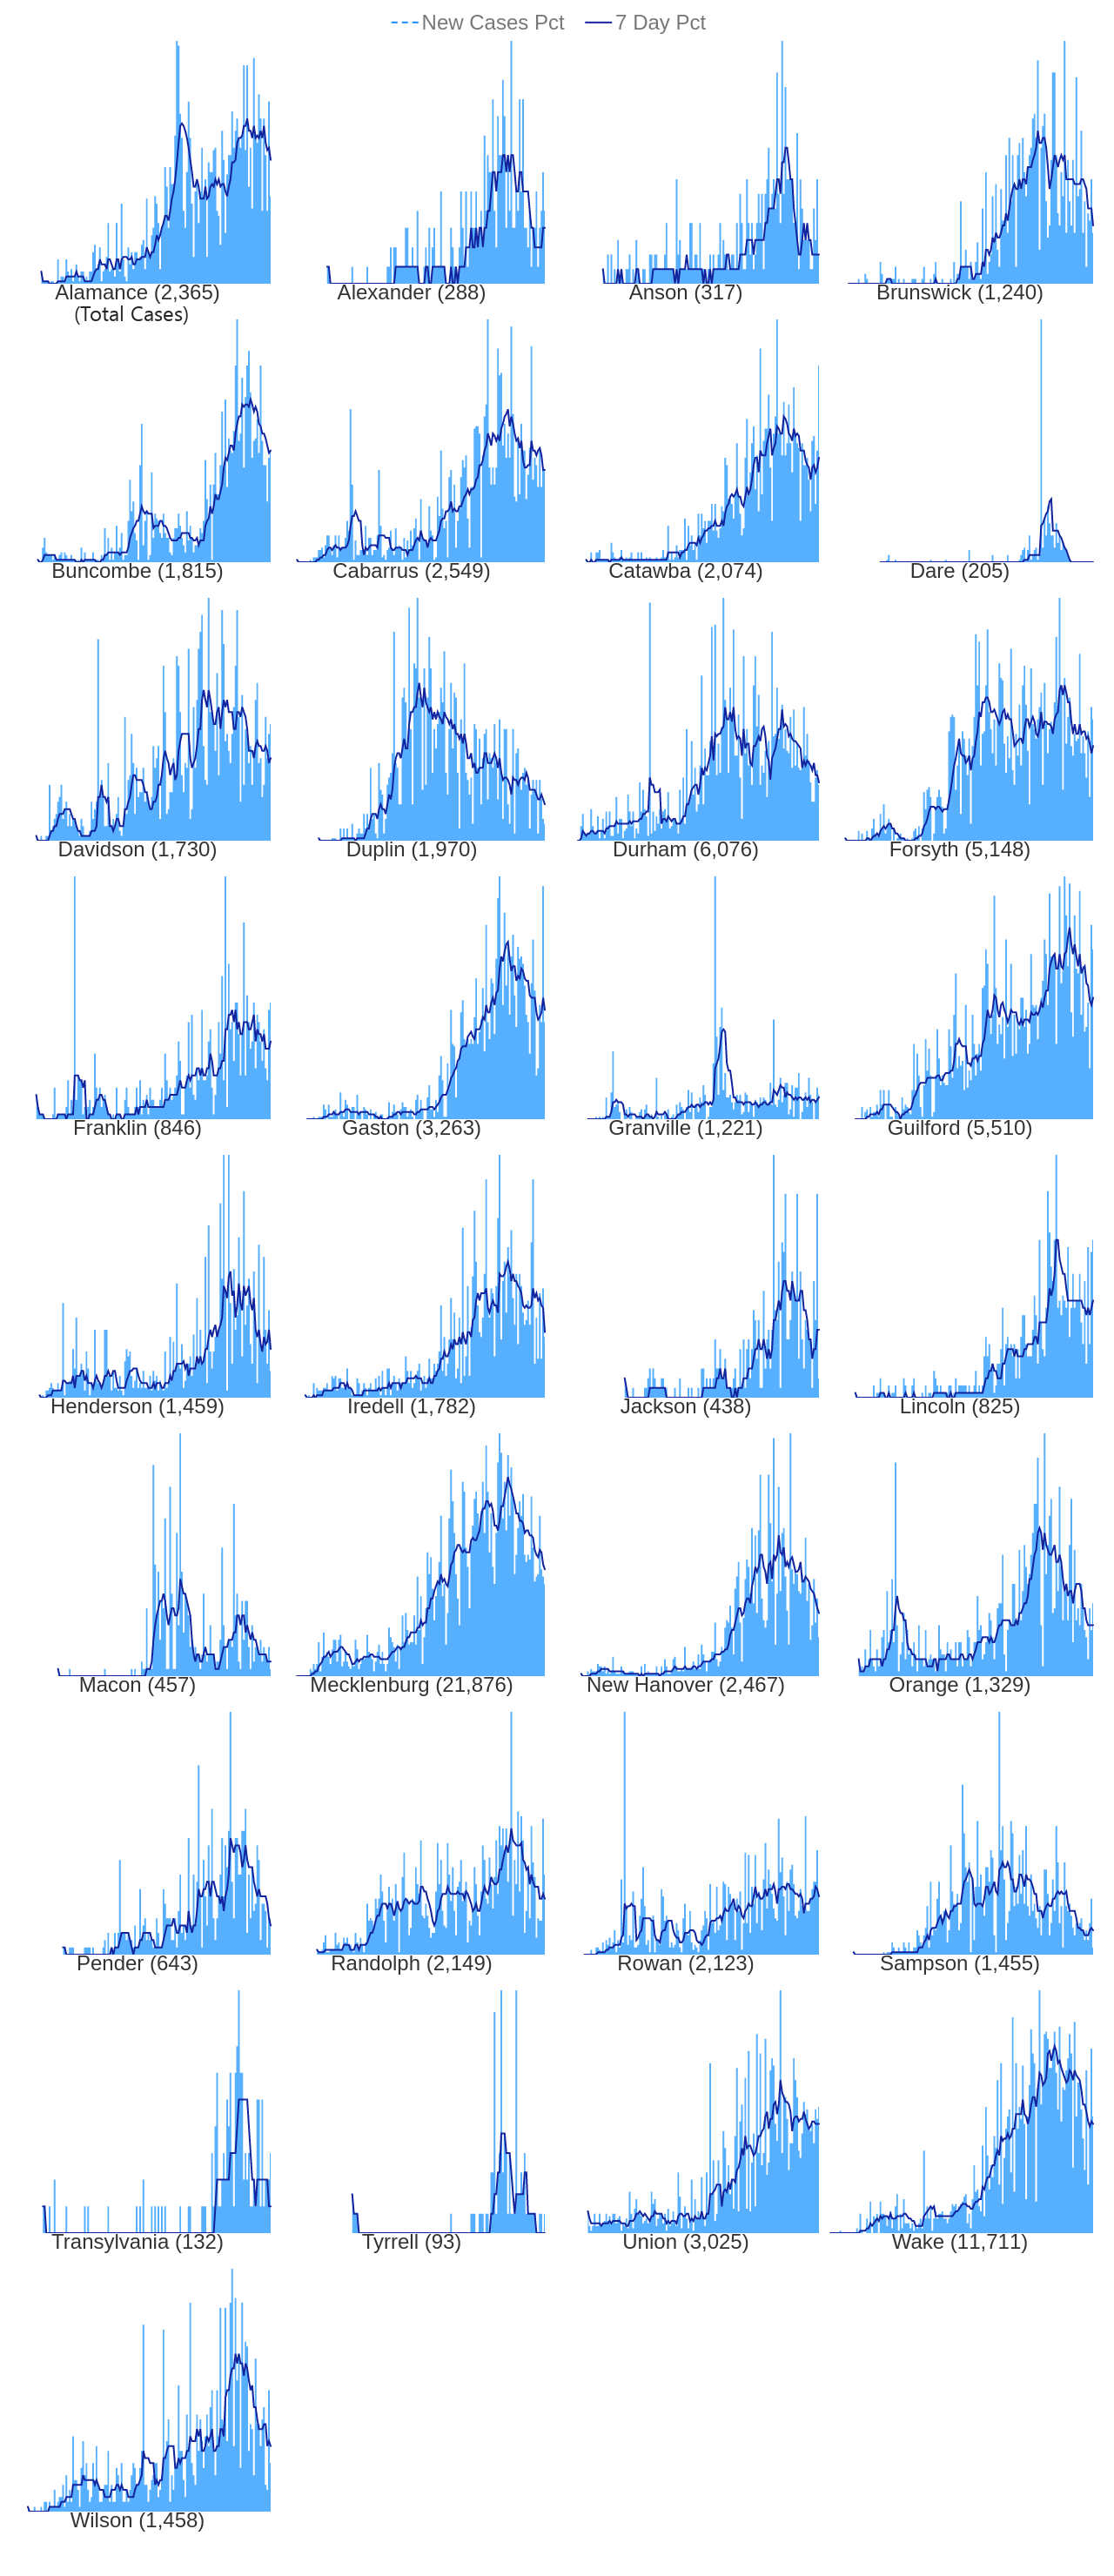 New Cases Pct 7 Day Pct
Alamance (2,365) Alexander (288) Anson (317) Brunswick (1,240)
(Total Cases)
Buncombe (1,815) Cabarrus (2,549) Catawba (2,074) Dare (205)
Davidson (1,730) Duplin (1,970) Durham (6,076) Forsyth (5,148)
Franklin (846) Gaston (3,263) Granville (1,221) Guilford (5,510)
Henderson (1,459) Iredell (1,782) Jackson (438) Lincoln (825)
Macon (457) Mecklenburg (21,876) New Hanover (2,467) Orange (1,329)
Pender (643) Randolph (2,149) Rowan (2,123) Sampson (1,455)
Transylvania (132) Tyrrell (93) Union (3,025) Wake (11,711)
Wilson (1,458)